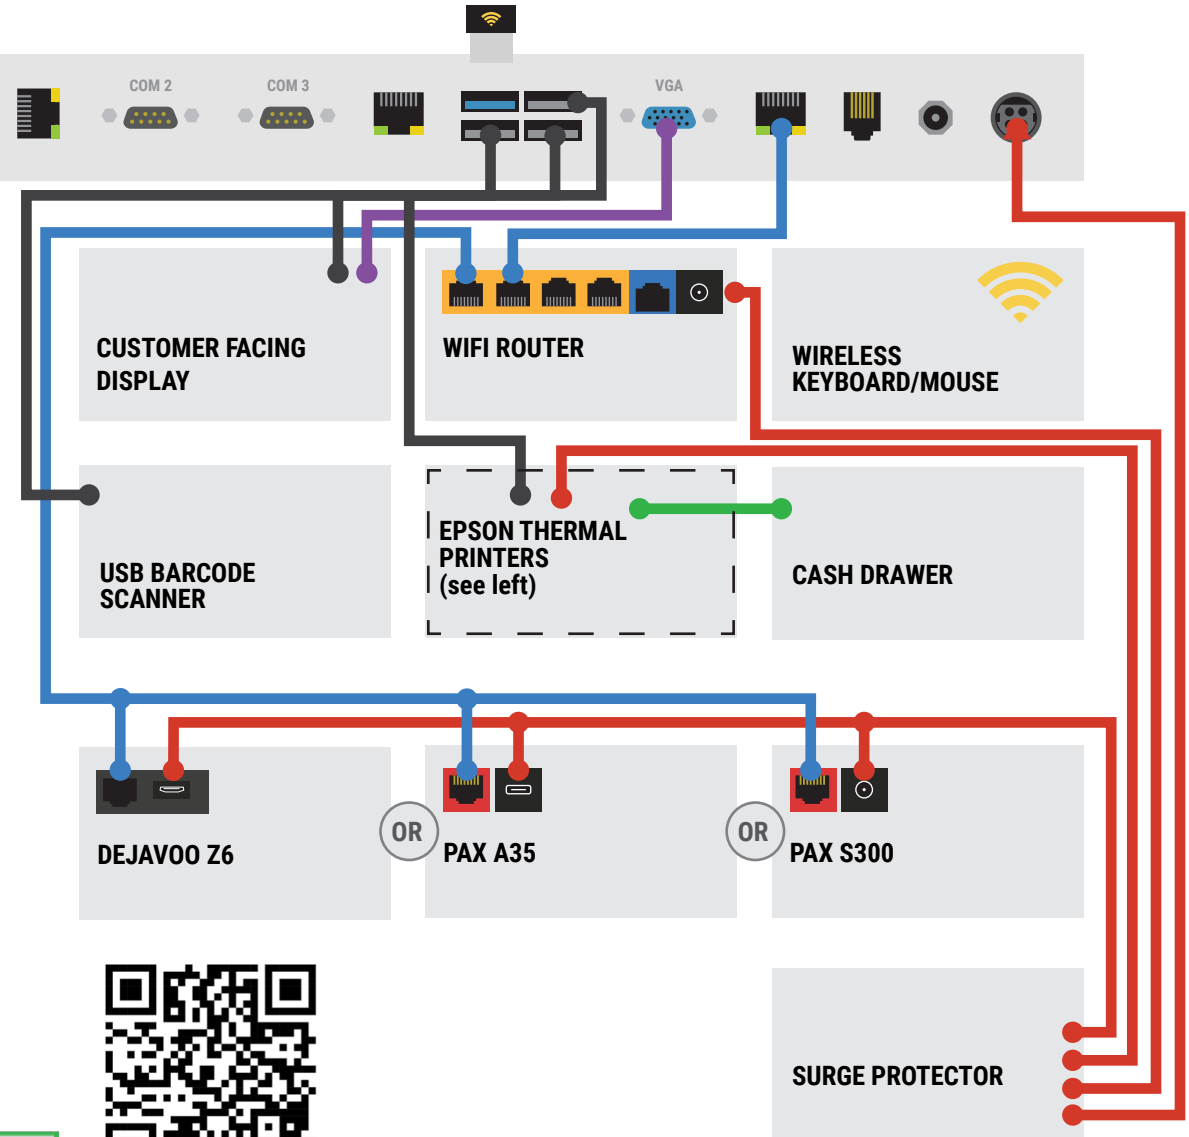 COM 2
COM 3
VGA
CUSTOMER FACING
DISPLAY
WIFI ROUTER
WIRELESS
KEYBOARD/MOUSE
USB BARCODE
SCANNER
EPSON THERMAL
PRINTERS
(see left)
CASH DRAWER
DEJAVOO Z6
OR
PAX A35
OR
PAX S300
SURGE PROTECTOR